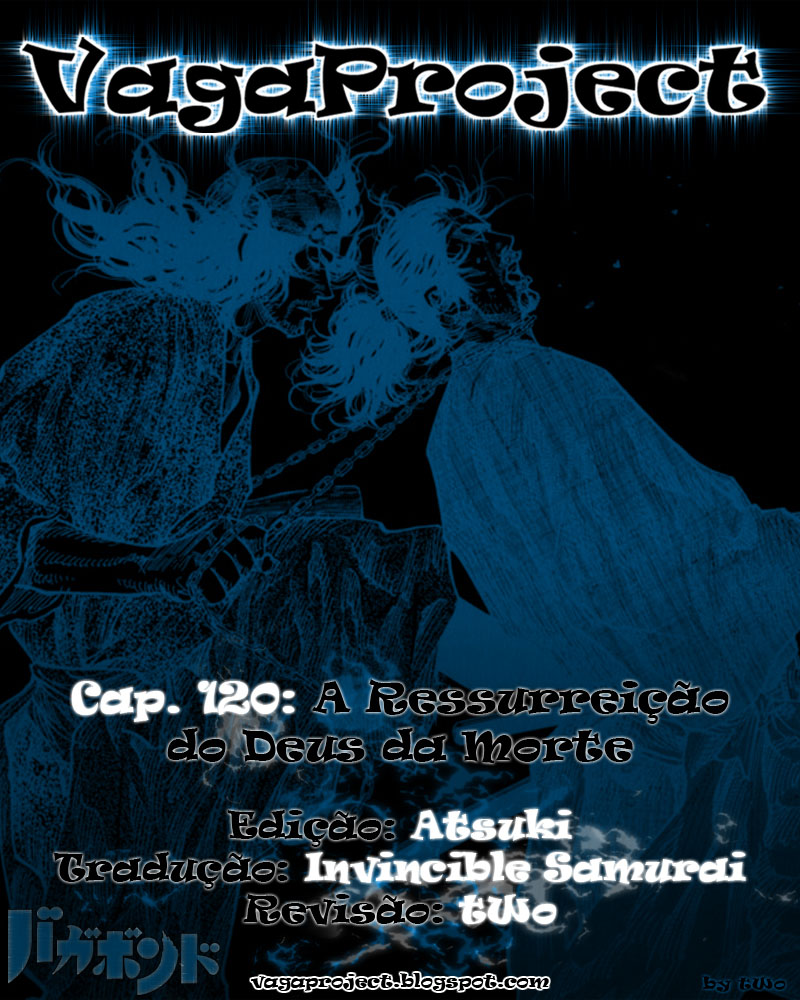 VagaProject
Cap. 120: A Ressurreição
do Deus da Morte
Edição: Atsuki
Tradução: Invincible Samurai
Revisão: two
バガボンド
vagaproject.blogspot.com
by two